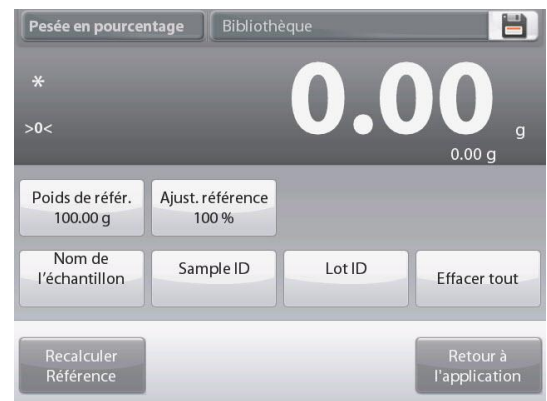 Pesée en pourcentage Bibliothèque
*
0.00 g
>0<
0.00 g
Poids de référ. Ajust. référence
100.00 g 100 %
Nom de
l'échantillon Sample ID Lot ID Effacer tout
Recalculer Retour à
Référence l'application